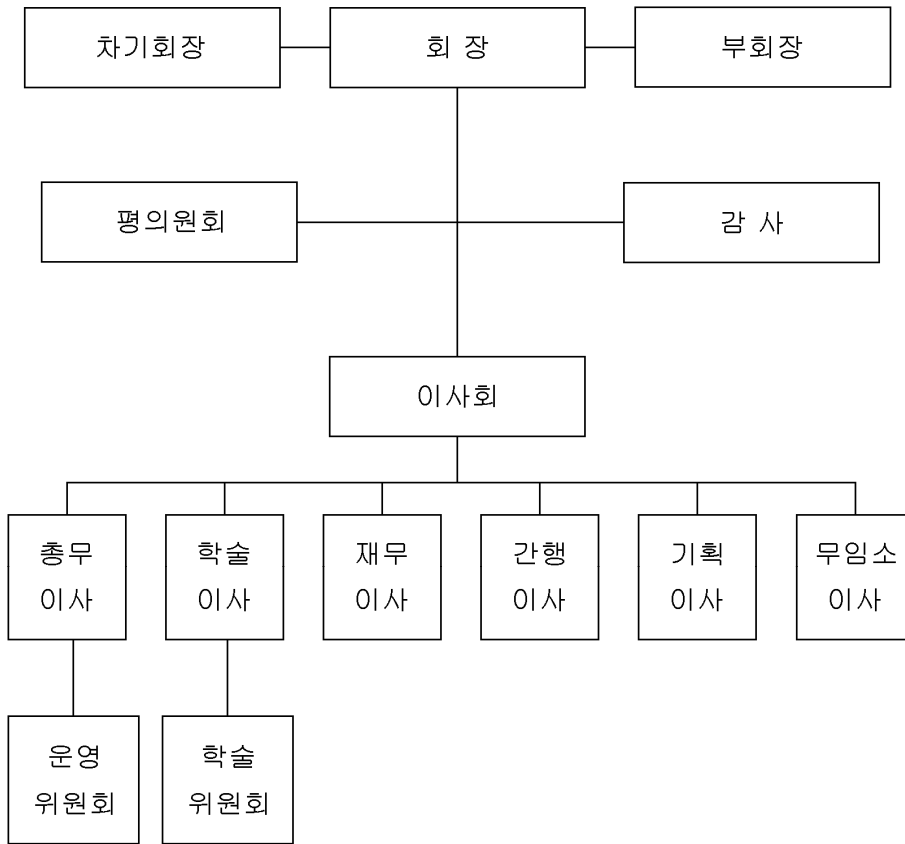 차기회장
회 장
부회장
평의원회
감 사
이사회
총무
이사
학술
이사
재무
이사
간행
이사
기획
이사
무임소
이사
운영
위원회
학술
위원회